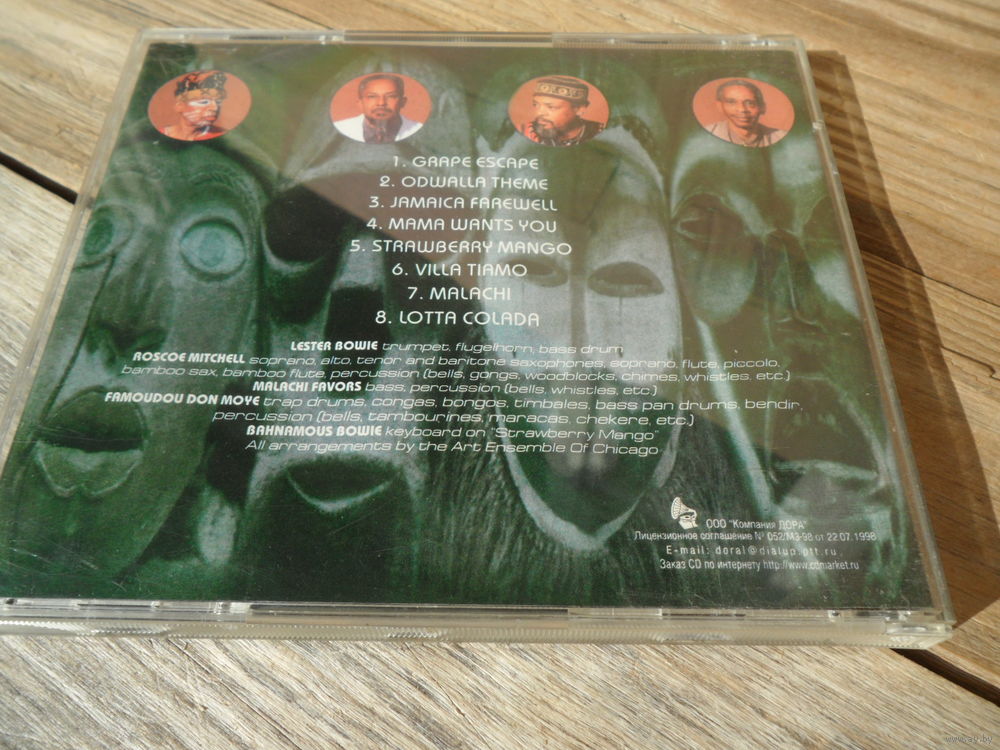 1. GRAPE ESCAPE
2. ODWALLA THEME
3. JAMAICA FAREWELL
4. MAMA WANTS YOU
5. STRAWBERRY MANGO
6. VILLA TIAMO
7. MALACHI
8. LOTTA COLADA
LESTER BOWIE trumpet, flugelhorn, bass drum
ROSCOE MITCHELL soprano, alto, tenor and baritone saxophones, soprano, flute, piccolo,
bamboo sax, bamboo flute, percussion (bells, gongs, woodblocks, chimes, whistles, etc.)
MALACHI FAVORS bass, percussion (bells, whistles, etc.)
FAMOUDOU DON MOYE trap drums, congas, bongos, timbales, bass pan drums, bendir,
percussion (bells, tambourines, maracas, chekere, etc.)
BAHNAMOUS BOWIE keyboard on "Strawberry Mango"
All arrangements by the Art Ensemble Of Chicago
ООО "Компания ДОРА"
Лицензионное соглашение № 052/МЗ-98 от 22.07.1998
E-mail: doral@dialup.ptt.ru
Заказ CD по интернету http://www.cdmarket.ru
www.ay.by